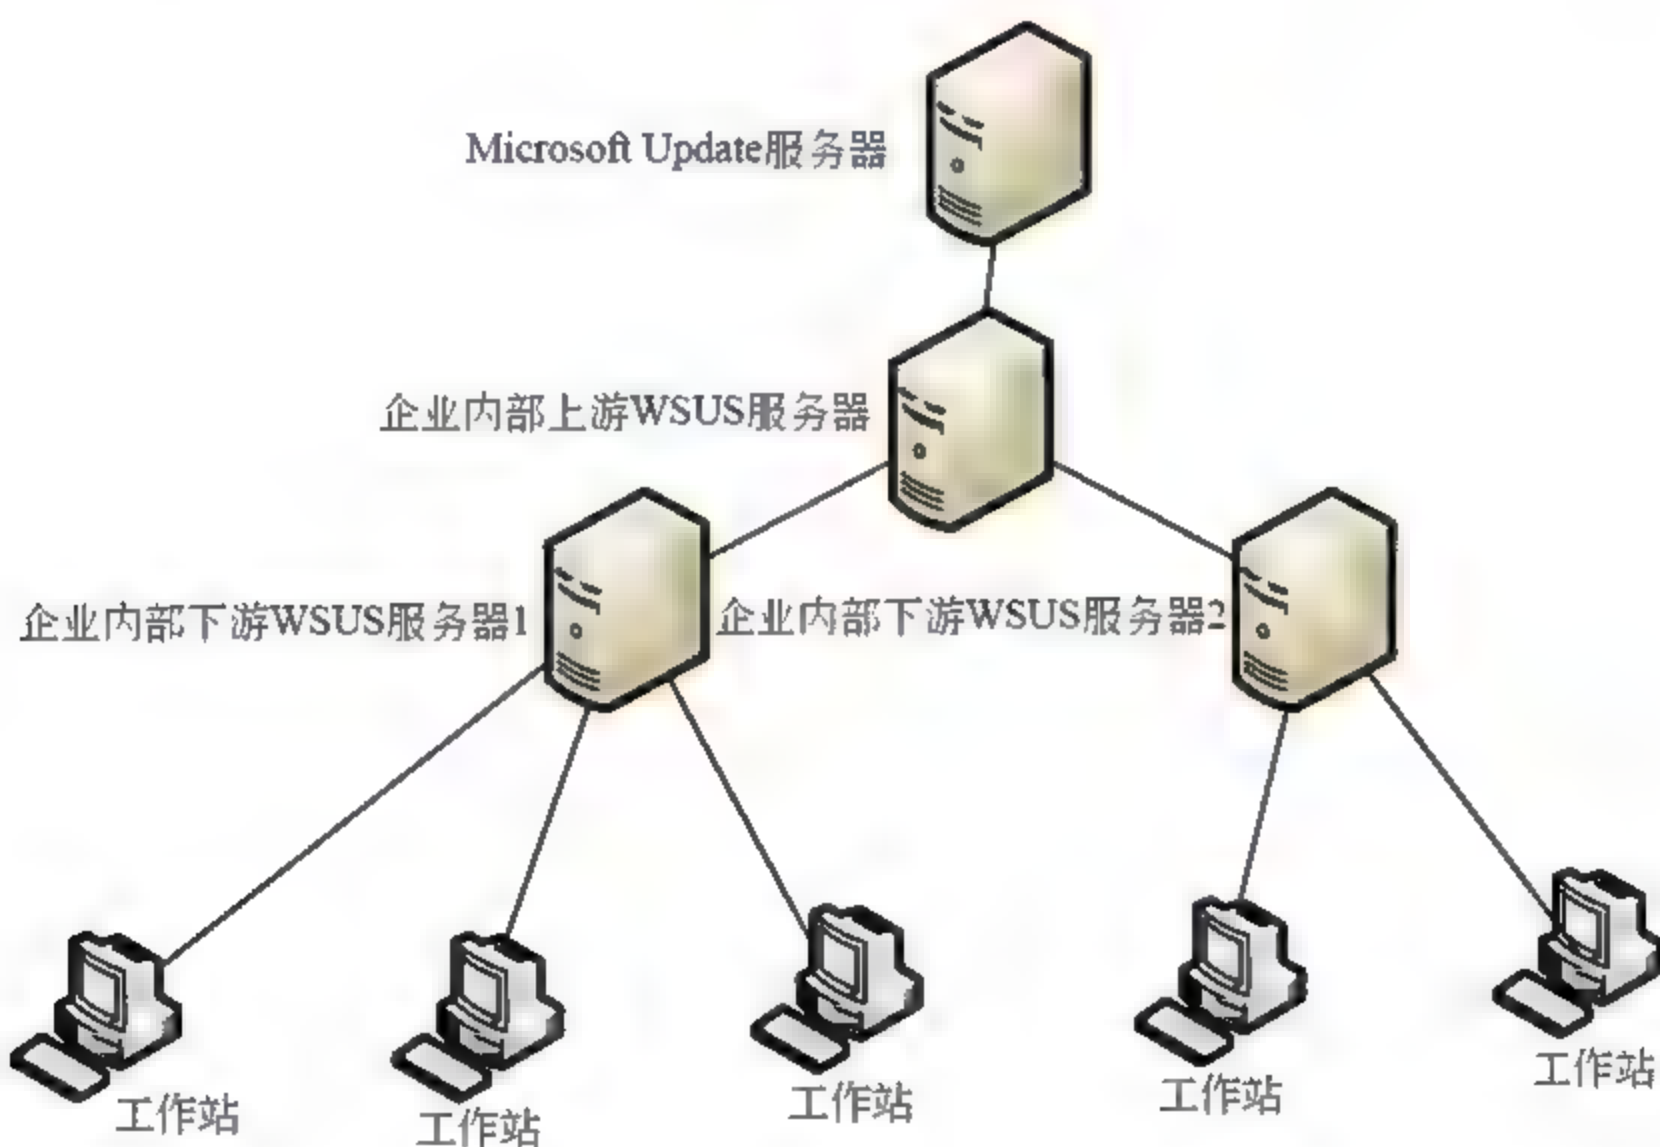 Microsoft Update服务器
企业内部上游WSUS服务器
企业内部下游WSUS服务器1
企业内部下游WSUS服务器2
工作站
工作站
工作站
工作站
工作站